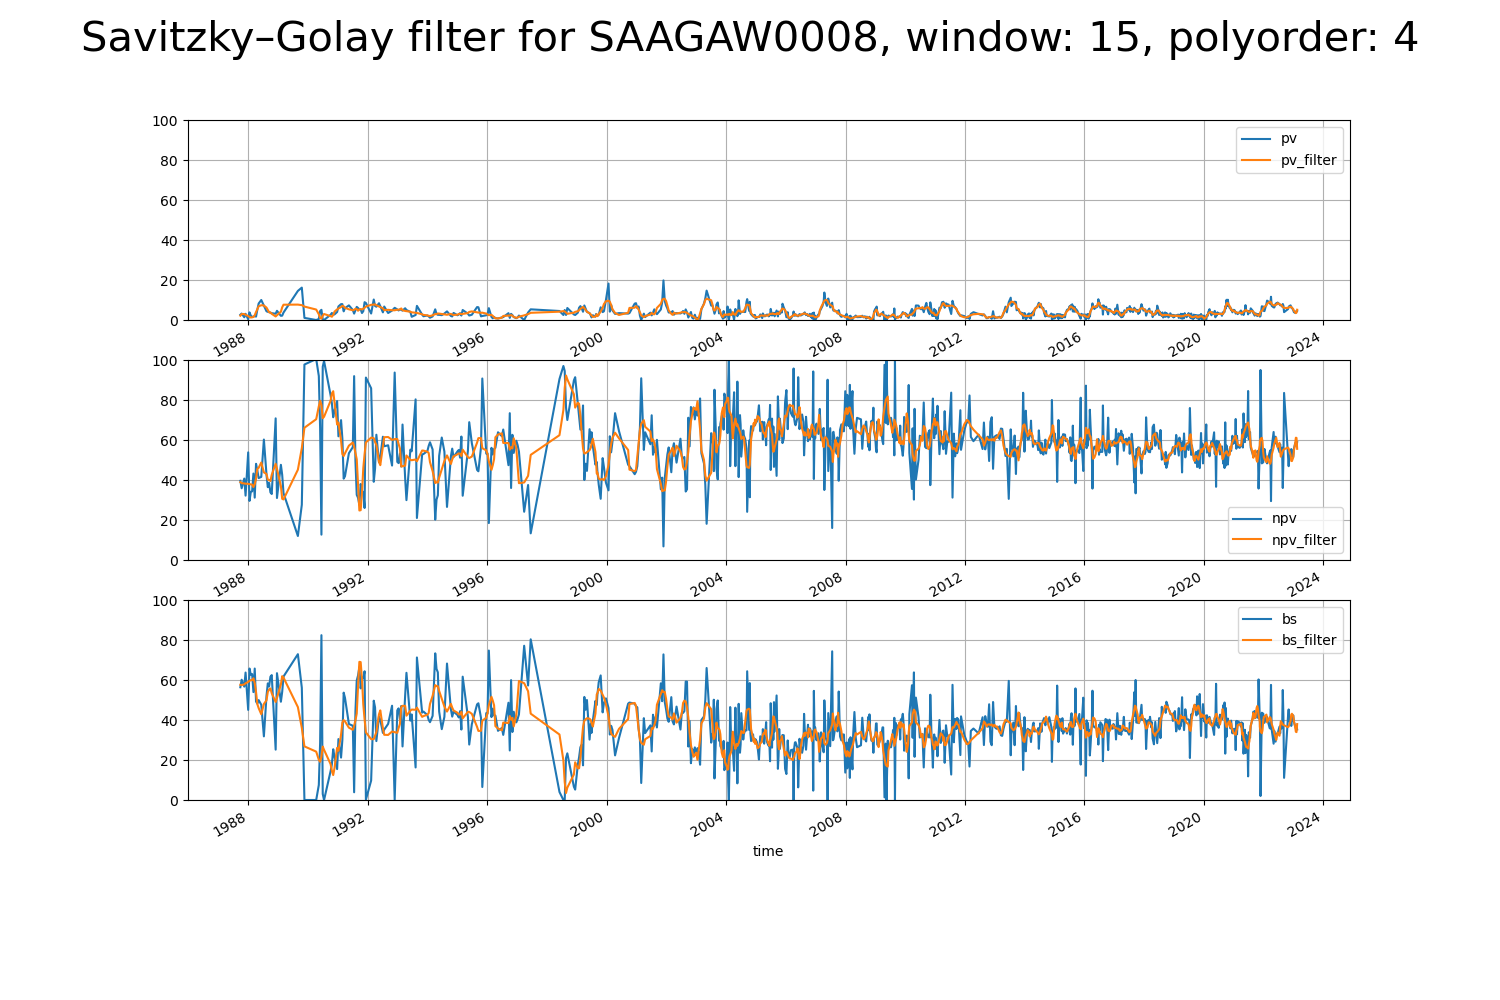 Savitzky–Golay filter for SAAGAW0008, window: 15, polyorder: 4
100
80
60
40
20
0
pv
pv_filter
1988 1992 1996 2000 2004 2008 2012 2016 2020 2024
100
80
60
40
20
0
npv
npv_filter
1988 1992 1996 2000 2004 2008 2012 2016 2020 2024
100
80
60
40
20
0
bs
bs_filter
1988 1992 1996 2000 2004 2008 2012 2016 2020 2024
time